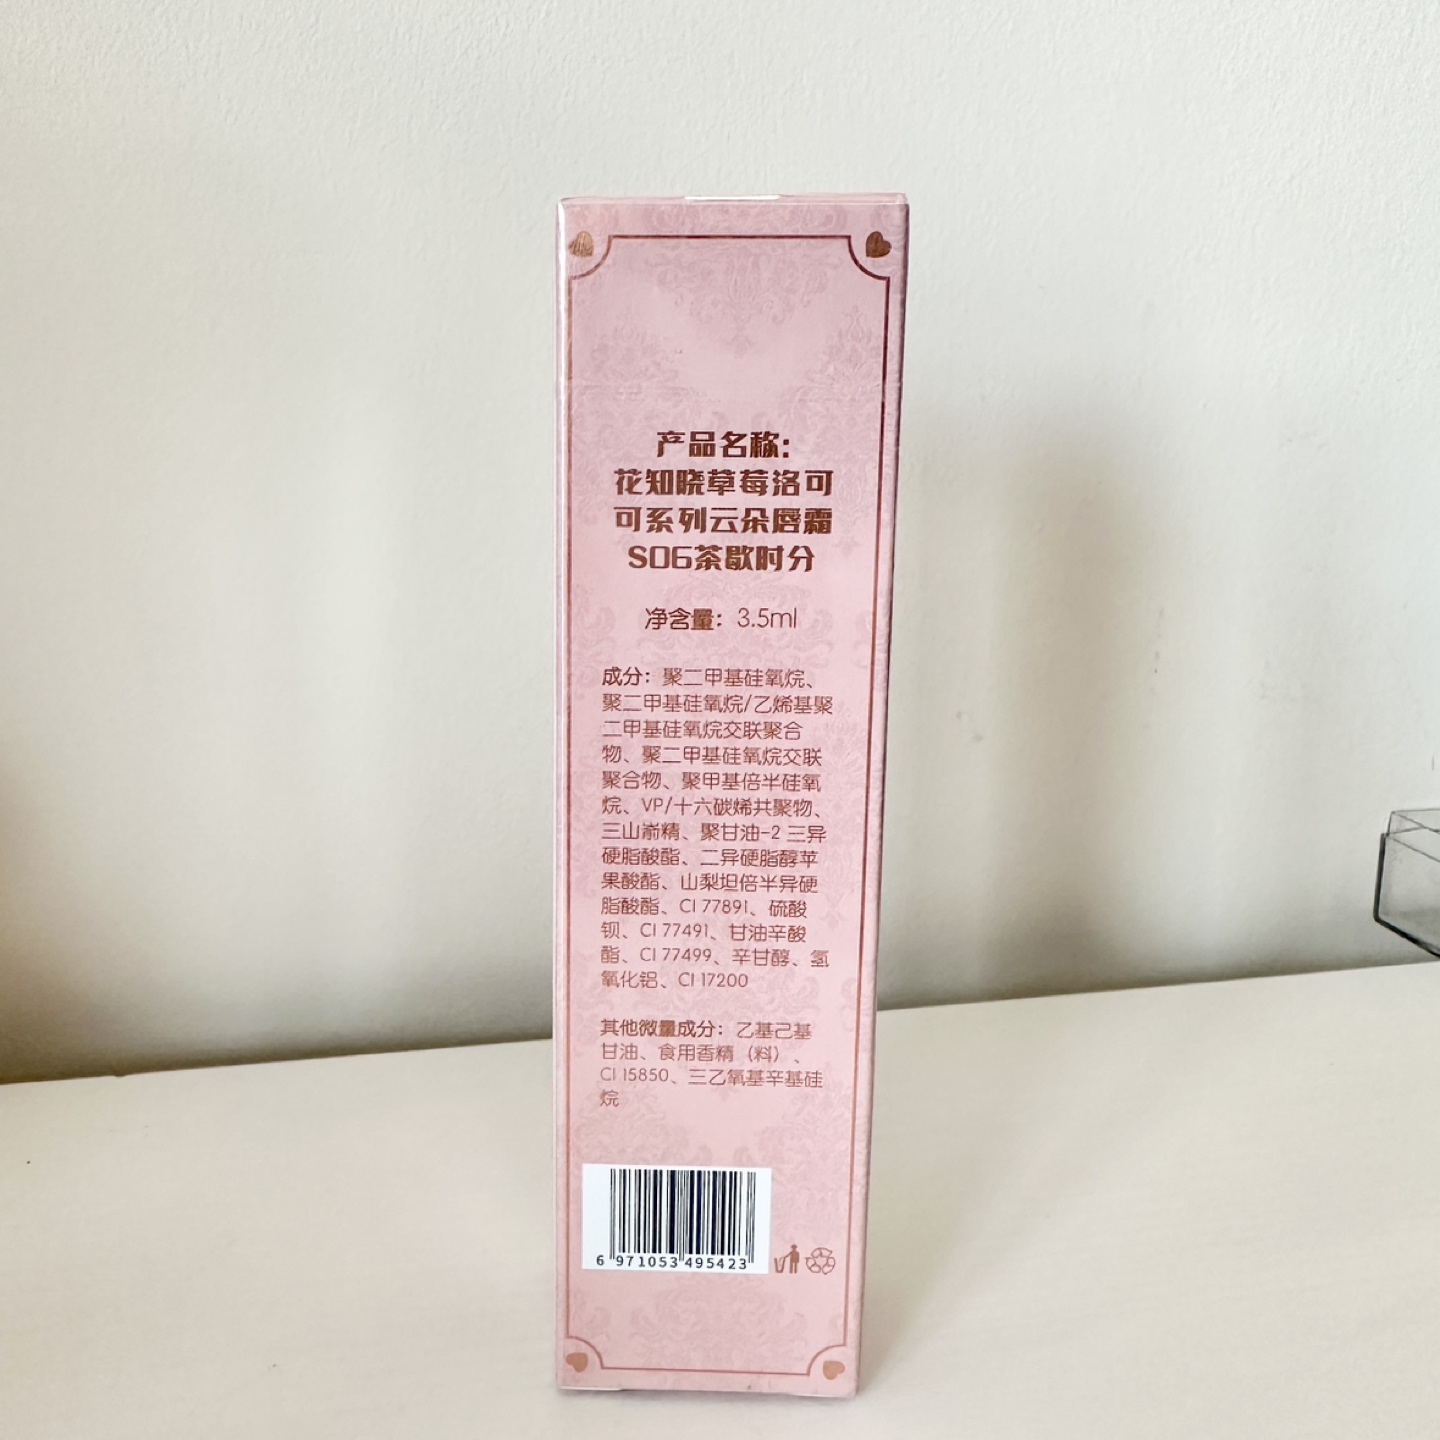 产品名称：
花知晓草莓洛可
可系列云朵唇霜
S06茶歇时分
净含量：3.5ml
成分：聚二甲基硅氧烷、
聚二甲基硅氧烷/乙烯基聚
二甲基硅氧烷交联聚合
物、聚二甲基硅氧烷交联
聚合物、聚甲基倍半硅氧
烷、VP/十六碳烯共聚物、
三山嵛精、聚甘油-2 三异
硬脂酸酯、二异硬脂醇苹
果酸酯、山梨坦倍半异硬
脂酸酯、CI 77891、硫酸
钡、CI 77491、甘油辛酸
酯、CI 77499、辛甘醇、氢
氧化铝、CI 17200
其他微量成分：乙基己基
甘油、食用香精（料）、
CI 15850、三乙氧基辛基硅
烷
6 971053 495423